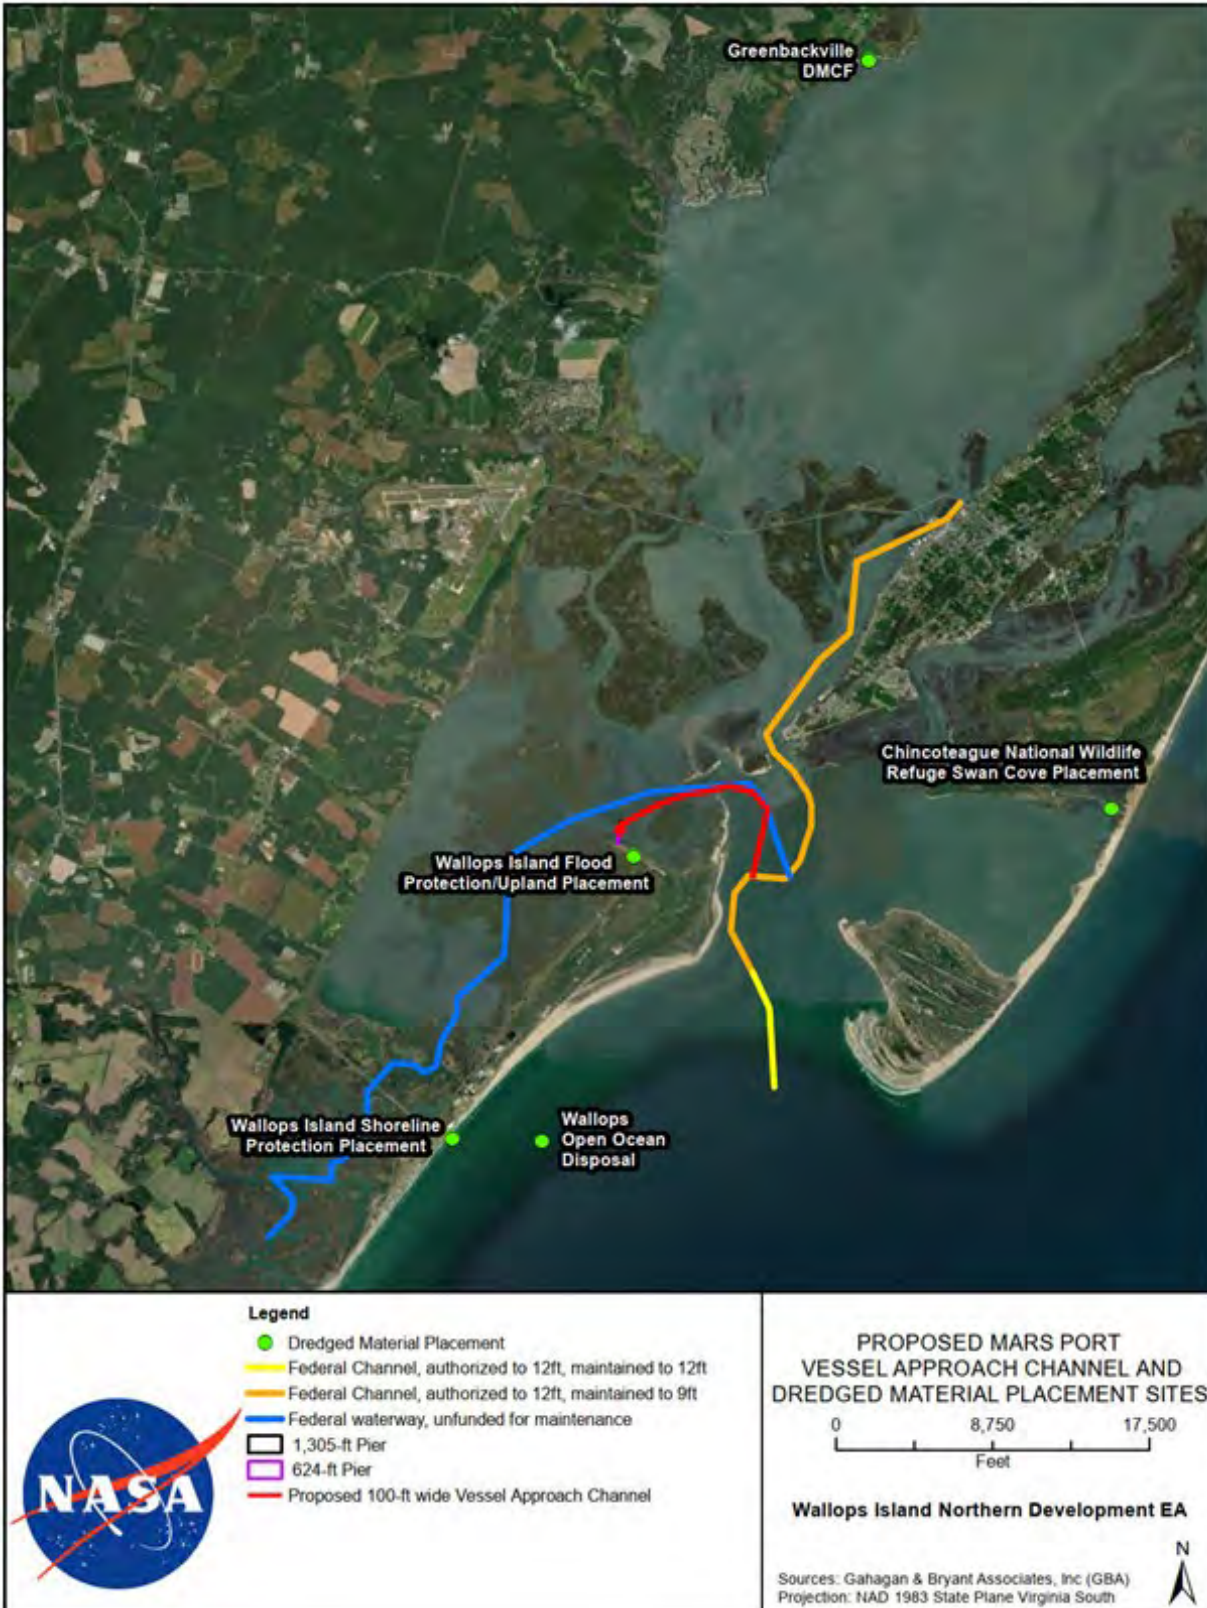 Greenbackville
DMCF
Chincoteague National Wildlife
Refuge Swan Cove Placement
Wallops Island Flood
Protection/Upland Placement
Wallops Island Shoreline
Protection Placement
Wallops
Open Ocean
Disposal
Legend
Dredged Material Placement
Federal Channel, authorized to 12ft, maintained to 12ft
Federal Channel, authorized to 12ft, maintained to 9ft
Federal waterway, unfunded for maintenance
1,305-ft Pier
624-ft Pier
Proposed 100-ft wide Vessel Approach Channel
NASA
PROPOSED MARS PORT
VESSEL APPROACH CHANNEL AND
DREDGED MATERIAL PLACEMENT SITES
0 8,750 17,500
Feet
Wallops Island Northern Development EA
N
Sources: Gahagan & Bryant Associates, Inc (GBA)
Projection: NAD 1983 State Plane Virginia South